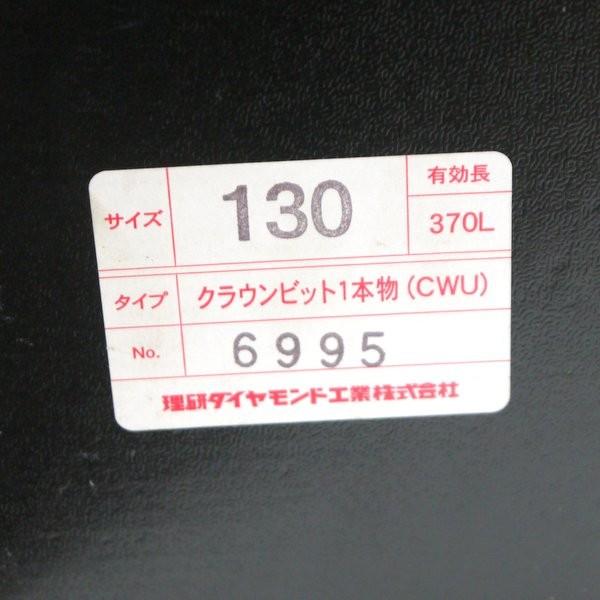 サイズ 130 有効長
370L
タイプ クラウンビット1本物(CWU)
No. 6995
理研ダイヤモンド工業株式会社